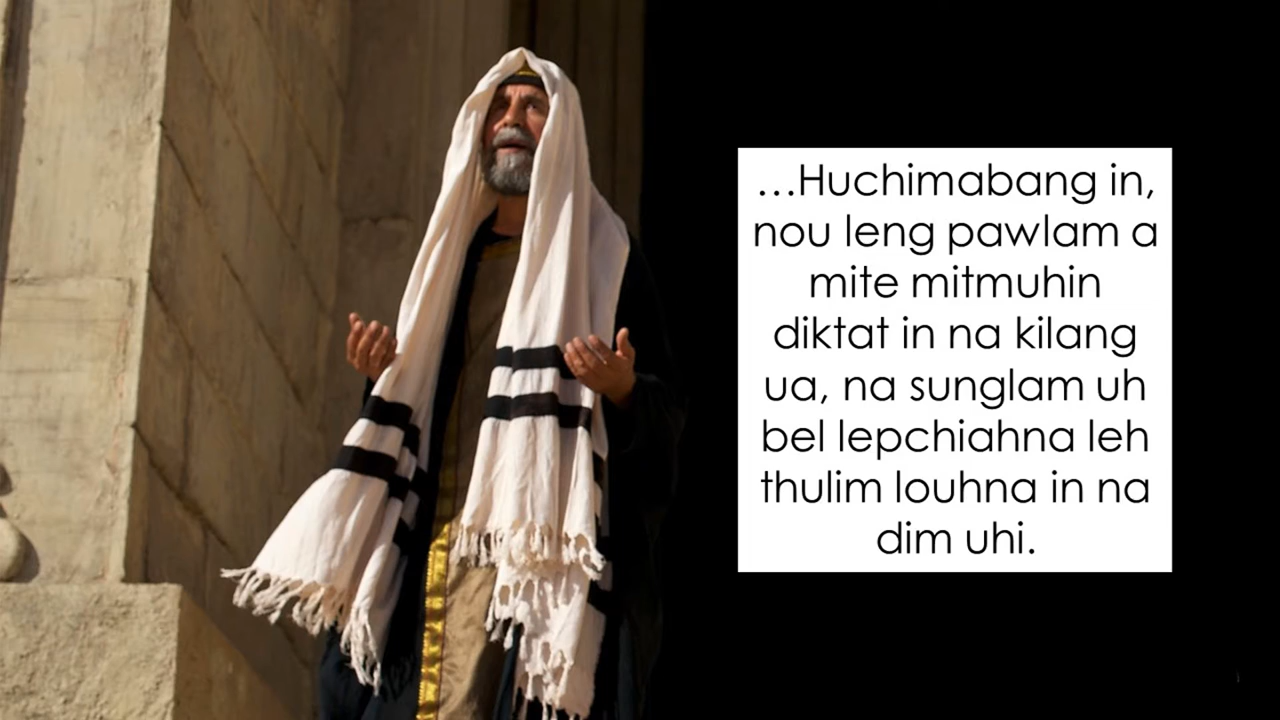 …Huchimabang in,
nou leng pawlam a
mite mitmuhin
diktat in na kilang
ua, na sunglam uh
bel lepchiahna leh
thulim louhna in na
dim uhi.